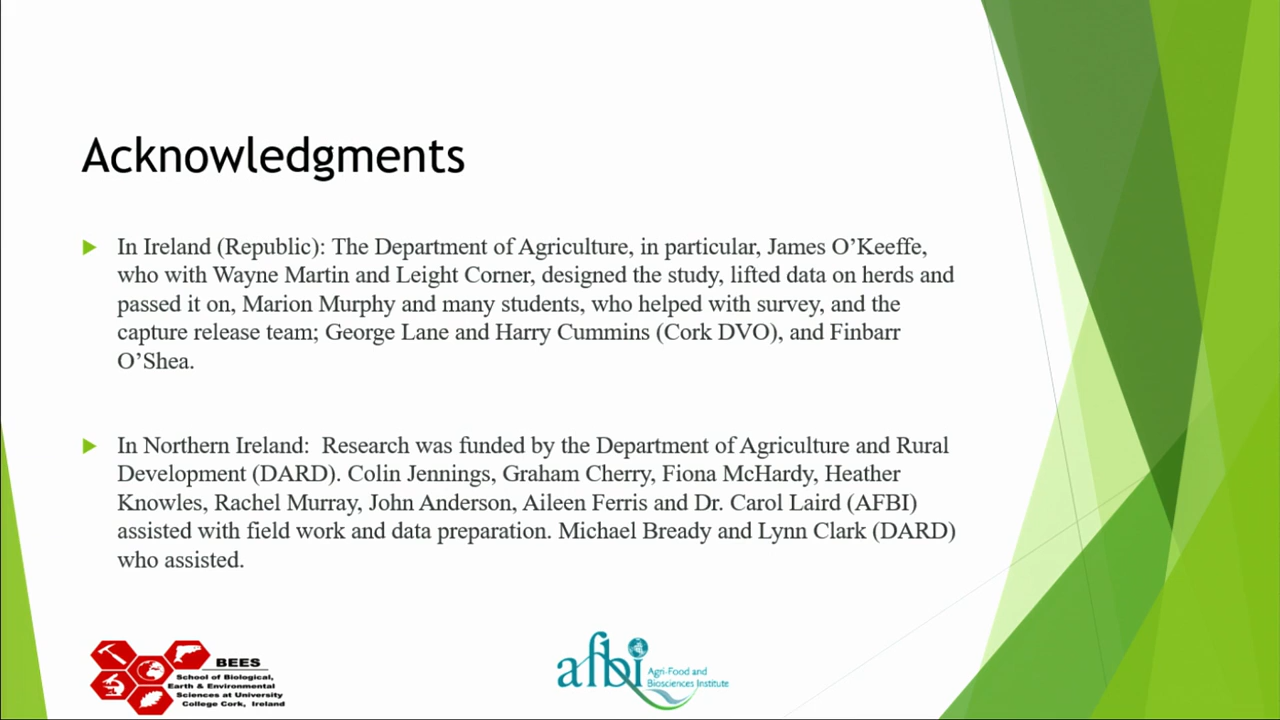 Acknowledgments
In Ireland (Republic): The Department of Agriculture, in particular, James O’Keeffe,
who with Wayne Martin and Leight Corner, designed the study, lifted data on herds and
passed it on, Marion Murphy and many students, who helped with survey, and the
capture release team; George Lane and Harry Cummins (Cork DVO), and Finbarr
O’Shea.
In Northern Ireland:  Research was funded by the Department of Agriculture and Rural
Development (DARD). Colin Jennings, Graham Cherry, Fiona McHardy, Heather
Knowles, Rachel Murray, John Anderson, Aileen Ferris and Dr. Carol Laird (AFBI)
assisted with field work and data preparation. Michael Bready and Lynn Clark (DARD)
who assisted.
BEES
School of Biological,
Earth & Environmental
Sciences at University
College Cork, Ireland
afbi
Agri-Food and
Biosciences Institute